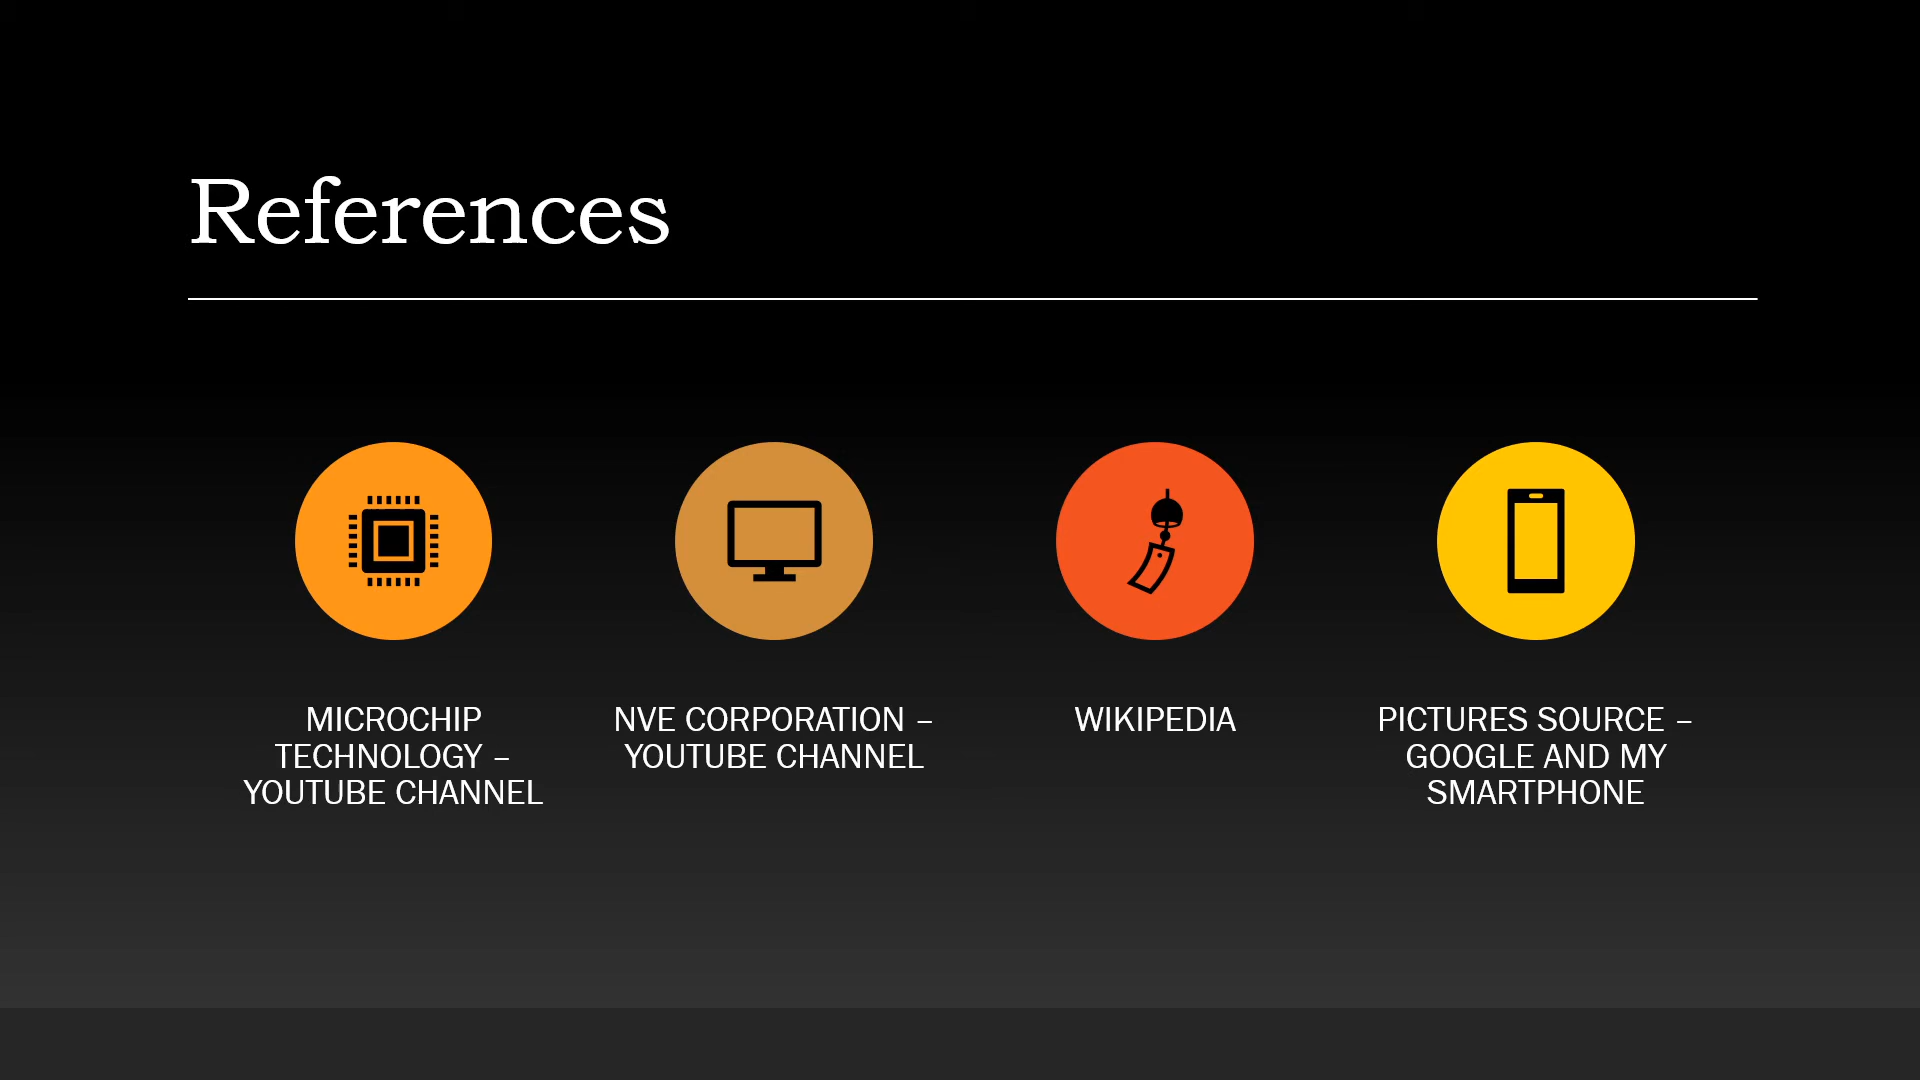 References
MICROCHIP
TECHNOLOGY –
YOUTUBE CHANNEL
NVE CORPORATION –
YOUTUBE CHANNEL
WIKIPEDIA
PICTURES SOURCE –
GOOGLE AND MY
SMARTPHONE